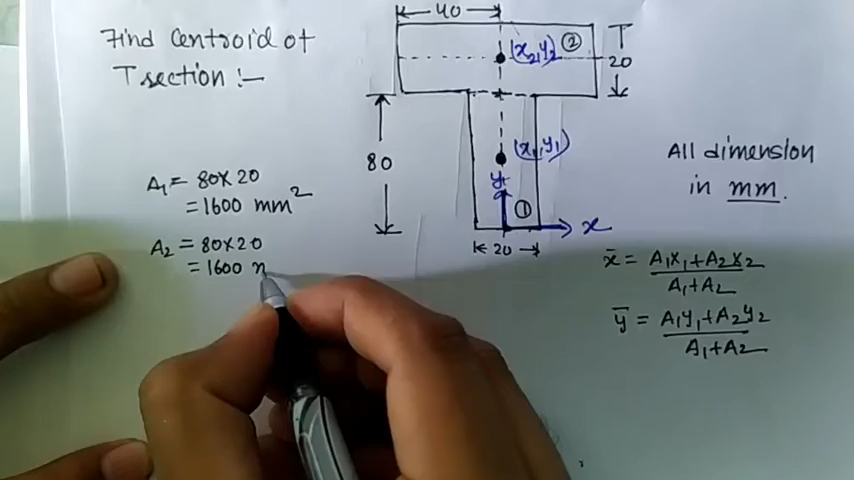 Find Centroid of
T section :-
40
(x2, y2)
②
T
20
80
(x1, y1)
y
①
x
20
All dimension
in mm.
A1 = 80x20
= 1600 mm²
A2 = 80x20
= 1600
x̄ = A1x1+A2x2
A1+A2
ȳ = A1y1+A2y2
A1+A2